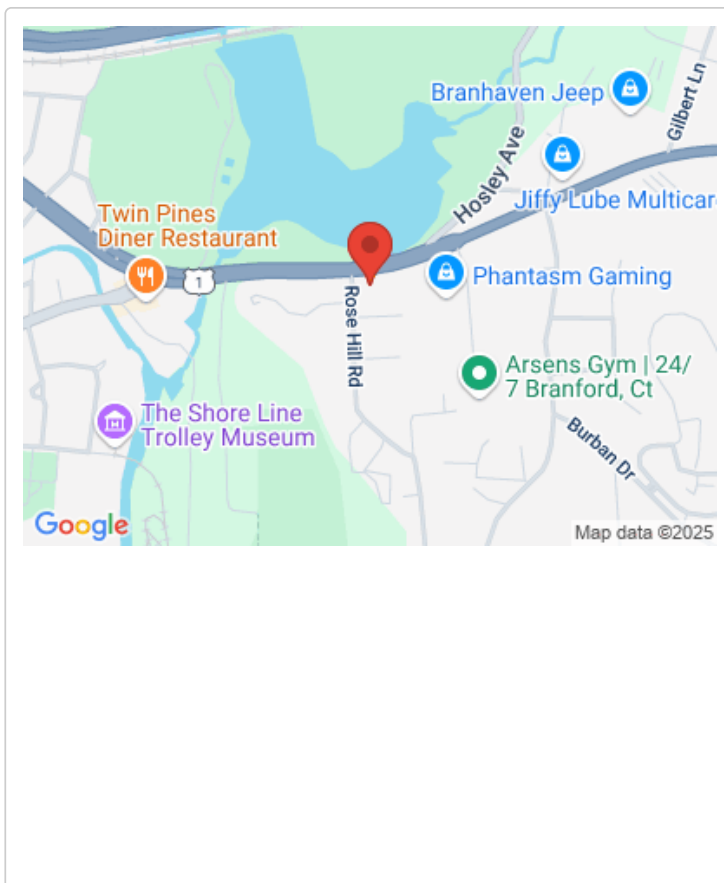 Gilbert Ln
Branhaven Jeep
Hosley Ave
Jiffy Lube Multicar
Twin Pines
Diner Restaurant
1
Phantasm Gaming
Rose Hill Rd
Arsens Gym | 24/
7 Branford, Ct
The Shore Line
Trolley Museum
Burban Dr
Google
Map data ©2025